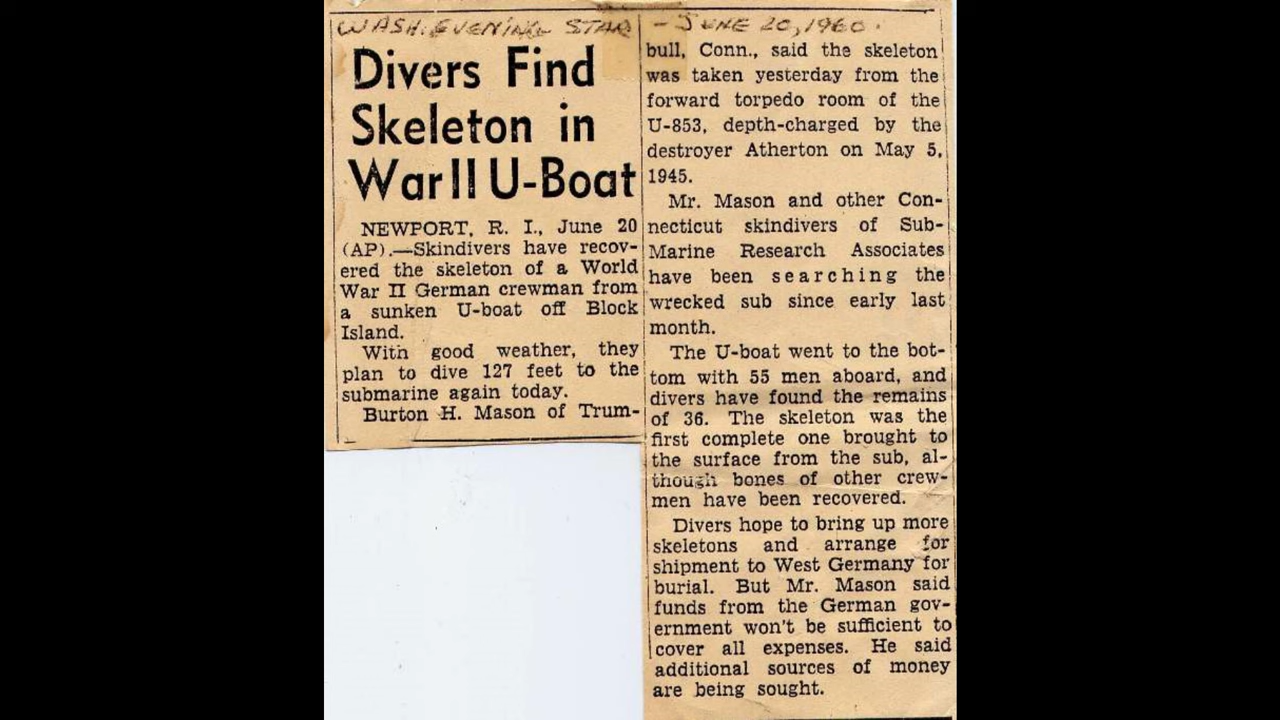 WASH. EVENING STAR - JUNE 20, 1960.
Divers Find
Skeleton in
War II U-Boat
NEWPORT, R. I., June 20
(AP).—Skindivers have recov-
ered the skeleton of a World
War II German crewman from
a sunken U-boat off Block
Island.
With good weather, they
plan to dive 127 feet to the
submarine again today.
Burton H. Mason of Trum-
bull, Conn., said the skeleton
was taken yesterday from the
forward torpedo room of the
U-853, depth-charged by the
destroyer Atherton on May 5,
1945.
Mr. Mason and other Con-
necticut skindivers of Sub-
Marine Research Associates
have been searching the
wrecked sub since early last
month.
The U-boat went to the bot-
tom with 55 men aboard, and
divers have found the remains
of 36. The skeleton was the
first complete one brought to
the surface from the sub, al-
though bones of other crew-
men have been recovered.
Divers hope to bring up more
skeletons and arrange for
shipment to West Germany for
burial. But Mr. Mason said
funds from the German gov-
ernment won't be sufficient to
cover all expenses. He said
additional sources of money
are being sought.